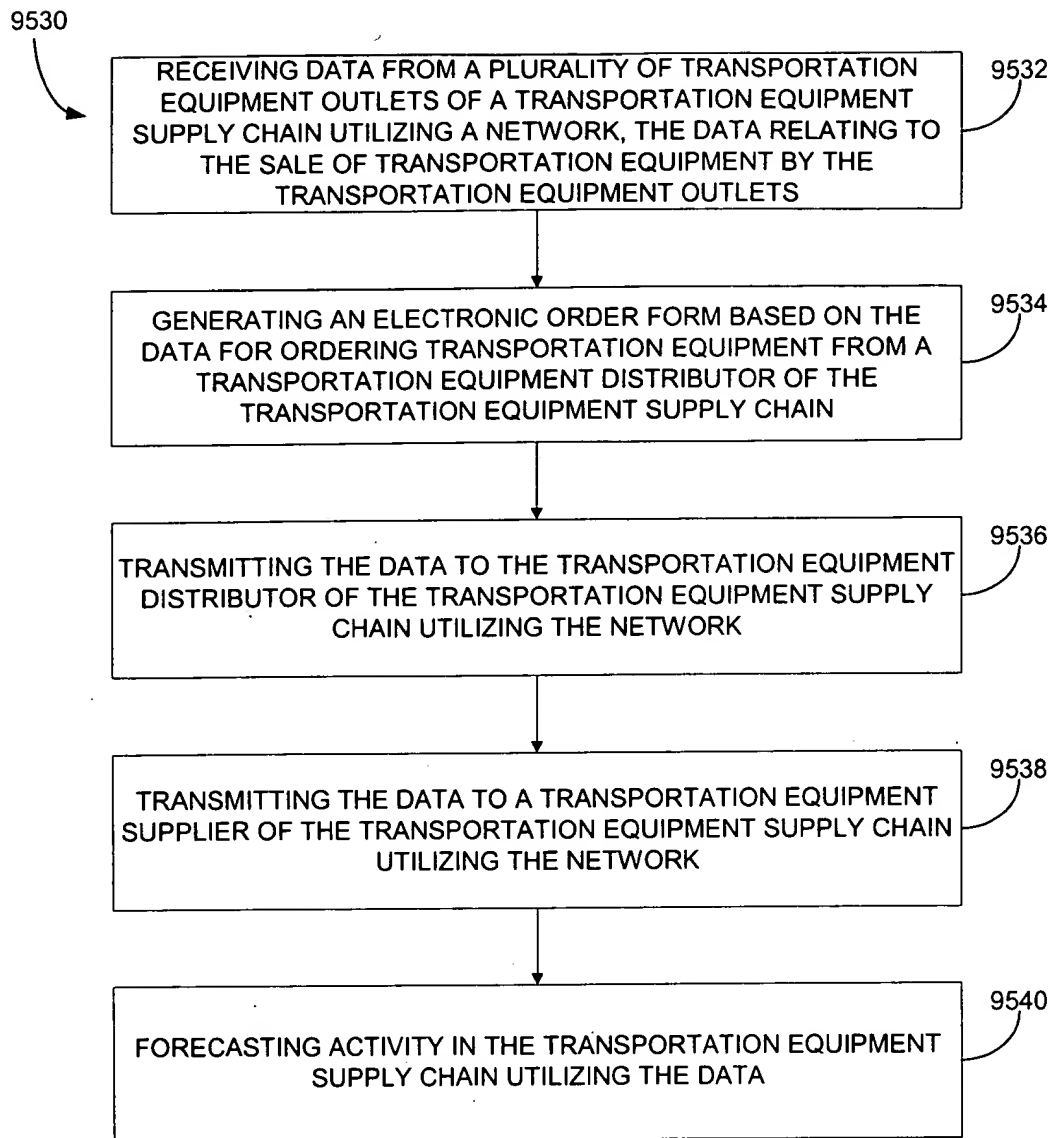 9530
RECEIVING DATA FROM A PLURALITY OF TRANSPORTATION
EQUIPMENT OUTLETS OF A TRANSPORTATION EQUIPMENT
SUPPLY CHAIN UTILIZING A NETWORK, THE DATA RELATING TO
THE SALE OF TRANSPORTATION EQUIPMENT BY THE
TRANSPORTATION EQUIPMENT OUTLETS
9532
GENERATING AN ELECTRONIC ORDER FORM BASED ON THE
DATA FOR ORDERING TRANSPORTATION EQUIPMENT FROM A
TRANSPORTATION EQUIPMENT DISTRIBUTOR OF THE
TRANSPORTATION EQUIPMENT SUPPLY CHAIN
9534
TRANSMITTING THE DATA TO THE TRANSPORTATION EQUIPMENT
DISTRIBUTOR OF THE TRANSPORTATION EQUIPMENT SUPPLY
CHAIN UTILIZING THE NETWORK
9536
TRANSMITTING THE DATA TO A TRANSPORTATION EQUIPMENT
SUPPLIER OF THE TRANSPORTATION EQUIPMENT SUPPLY CHAIN
UTILIZING THE NETWORK
9538
FORECASTING ACTIVITY IN THE TRANSPORTATION EQUIPMENT
SUPPLY CHAIN UTILIZING THE DATA
9540